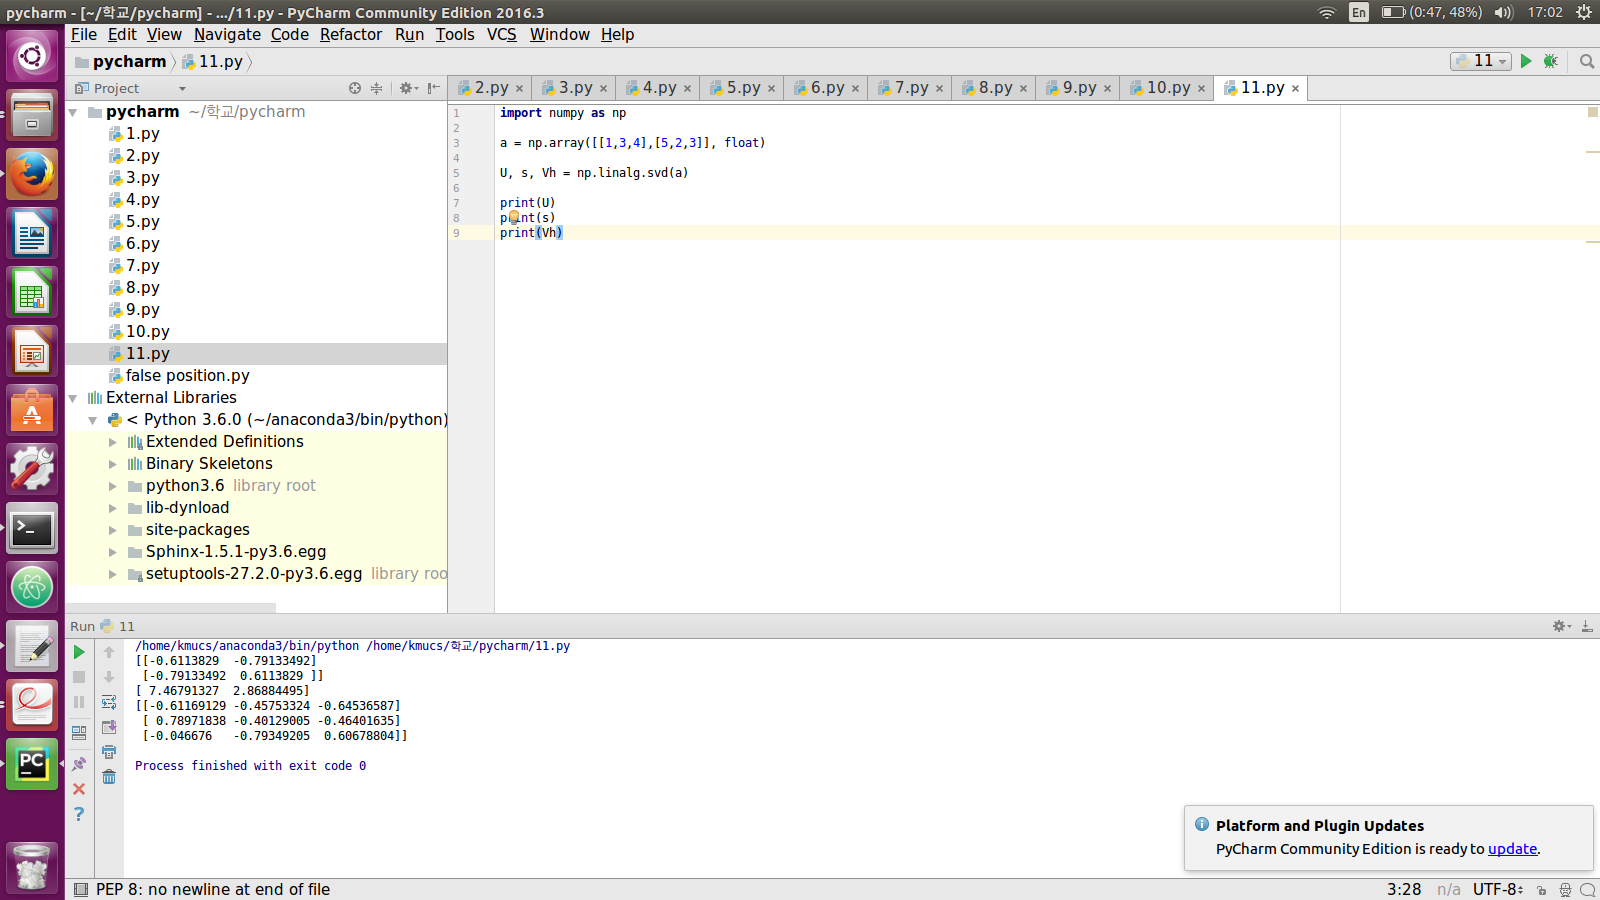 pycharm - [~/학교/pycharm] - .../11.py - PyCharm Community Edition 2016.3
En (0:47, 48%) 17:02
File Edit View Navigate Code Refactor Run Tools VCS Window Help
pycharm 11.py 11
Project
2.py 3.py 4.py 5.py 6.py 7.py 8.py 9.py 10.py 11.py
pycharm ~/학교/pycharm
1.py
2.py
3.py
4.py
5.py
6.py
7.py
8.py
9.py
10.py
11.py
false position.py
External Libraries
< Python 3.6.0 (~/anaconda3/bin/python)
Extended Definitions
Binary Skeletons
python3.6 library root
lib-dynload
site-packages
Sphinx-1.5.1-py3.6.egg
setuptools-27.2.0-py3.6.egg library roo
1 import numpy as np
2
3 a = np.array([[1,3,4],[5,2,3]], float)
4
5 U, s, Vh = np.linalg.svd(a)
6
7 print(U)
8 print(s)
9 print(Vh)
Run 11
/home/kmucs/anaconda3/bin/python /home/kmucs/학교/pycharm/11.py
[[-0.6113829  -0.79133492]
 [-0.79133492  0.6113829 ]]
[ 7.46791327  2.86884495]
[[-0.61169129 -0.45753324 -0.64536587]
 [ 0.78971838 -0.40129005 -0.46401635]
 [-0.046676   -0.79349205  0.60678804]]
Process finished with exit code 0
Platform and Plugin Updates
PyCharm Community Edition is ready to update.
PEP 8: no newline at end of file 3:28 n/a UTF-8
PC